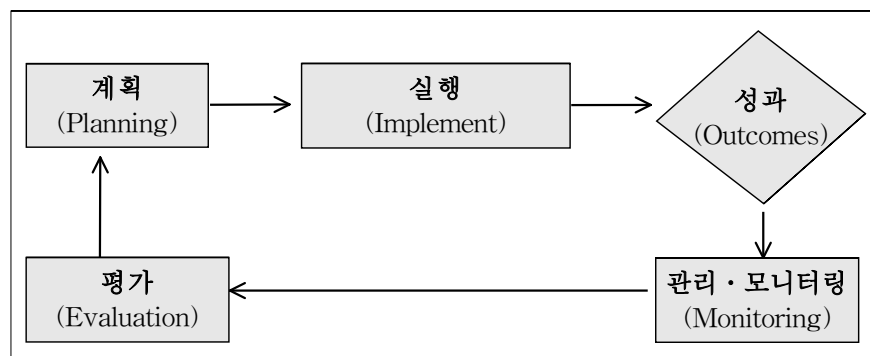 계획
(Planning)
실행
(Implement)
성과
(Outcomes)
평가
(Evaluation)
관리・모니터링
(Monitoring)